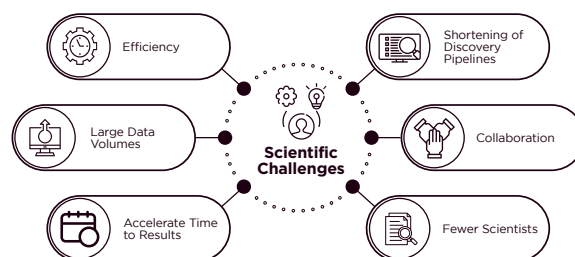 Efficiency
Shortening of
Discovery
Pipelines
Large Data
Volumes
Scientific
Challenges
Collaboration
Accelerate Time
to Results
Fewer Scientists